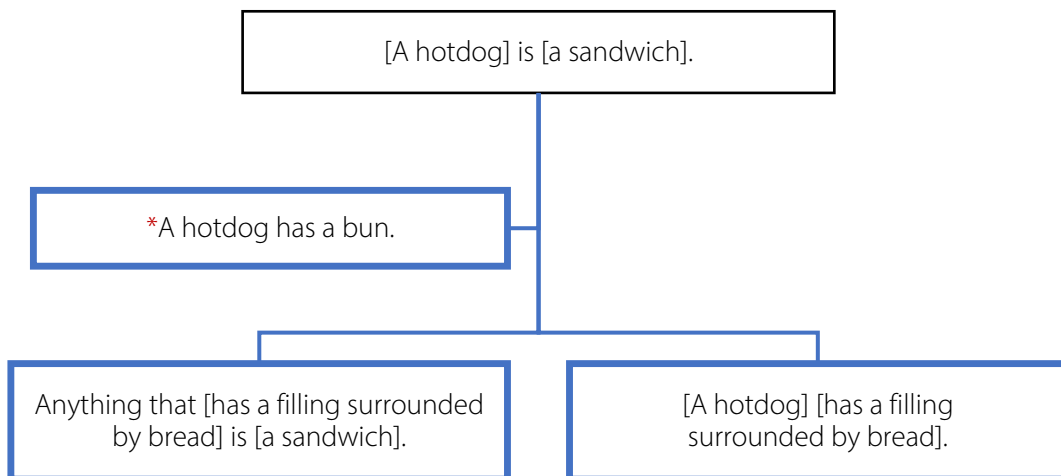 [A hotdog] is [a sandwich].
*A hotdog has a bun.
Anything that [has a filling surrounded
by bread] is [a sandwich].
[A hotdog] [has a filling
surrounded by bread].